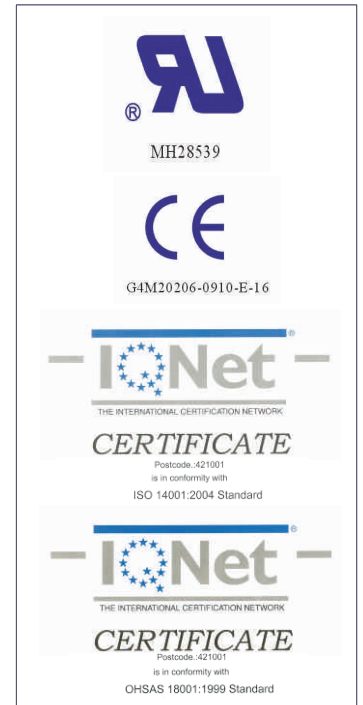 ®
MH28539
CE
G4M20206-0910-E-16
®
IQNet
THE INTERNATIONAL CERTIFICATION NETWORK
CERTIFICATE
Postcode.:421001
is in conformity with
ISO 14001:2004 Standard
®
IQNet
THE INTERNATIONAL CERTIFICATION NETWORK
CERTIFICATE
Postcode.:421001
is in conformity with
OHSAS 18001:1999 Standard